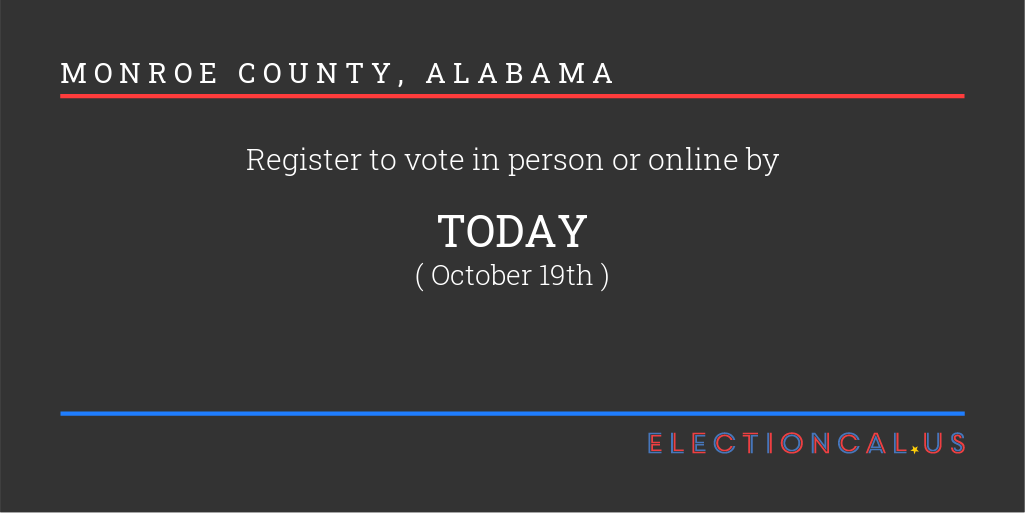 MONROE COUNTY, ALABAMA
Register to vote in person or online by
TODAY
( October 19th )
ELECTIONCAL.US